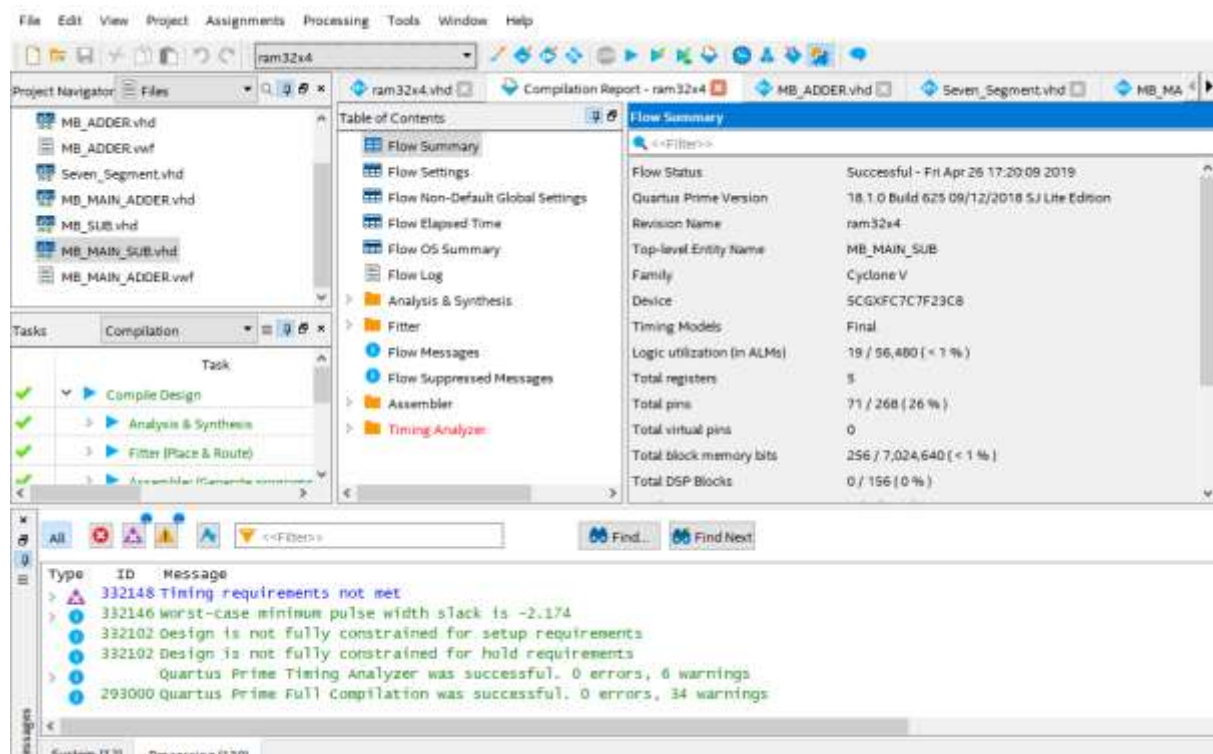 File Edit View Project Assignments Processing Tools Window Help
ram32x4
Project Navigator Files
MB_ADDER.vhd
MB_ADDER.vwf
Seven_Segment.vhd
MB_MAIN_ADDER.vhd
MB_SUB.vhd
MB_MAIN_SUB.vhd
MB_MAIN_ADDER.vwf
Tasks Compilation
Task
Compile Design
Analysis & Synthesis
Fitter (Place & Route)
Assembler (Generate
ram32x4.vhd Compilation Report - ram32x4 MB_ADDER.vhd Seven_Segment.vhd MB_MA
Table of Contents
Flow Summary
Flow Settings
Flow Non-Default Global Settings
Flow Elapsed Time
Flow OS Summary
Flow Log
Analysis & Synthesis
Fitter
Flow Messages
Flow Suppressed Messages
Assembler
Timing Analyzer
Flow Summary
<<Filter>>
Flow Status Successful - Fri Apr 26 17:20:09 2019
Quartus Prime Version 18.1.0 Build 625 09/12/2018 SJ Lite Edition
Revision Name ram32x4
Top-level Entity Name MB_MAIN_SUB
Family Cyclone V
Device 5CGXFC7C7F23C8
Timing Models Final
Logic utilization (in ALMs) 19 / 56,480 ( < 1 % )
Total registers 5
Total pins 71 / 268 ( 26 % )
Total virtual pins 0
Total block memory bits 256 / 7,024,640 ( < 1 % )
Total DSP Blocks 0 / 156 ( 0 % )
All <<Filter>> Find... Find Next
Type ID Message
332148 Timing requirements not met
332146 Worst-case minimum pulse width slack is -2.174
332102 Design is not fully constrained for setup requirements
332102 Design is not fully constrained for hold requirements
Quartus Prime Timing Analyzer was successful. 0 errors, 6 warnings
293000 Quartus Prime Full Compilation was successful. 0 errors, 34 warnings